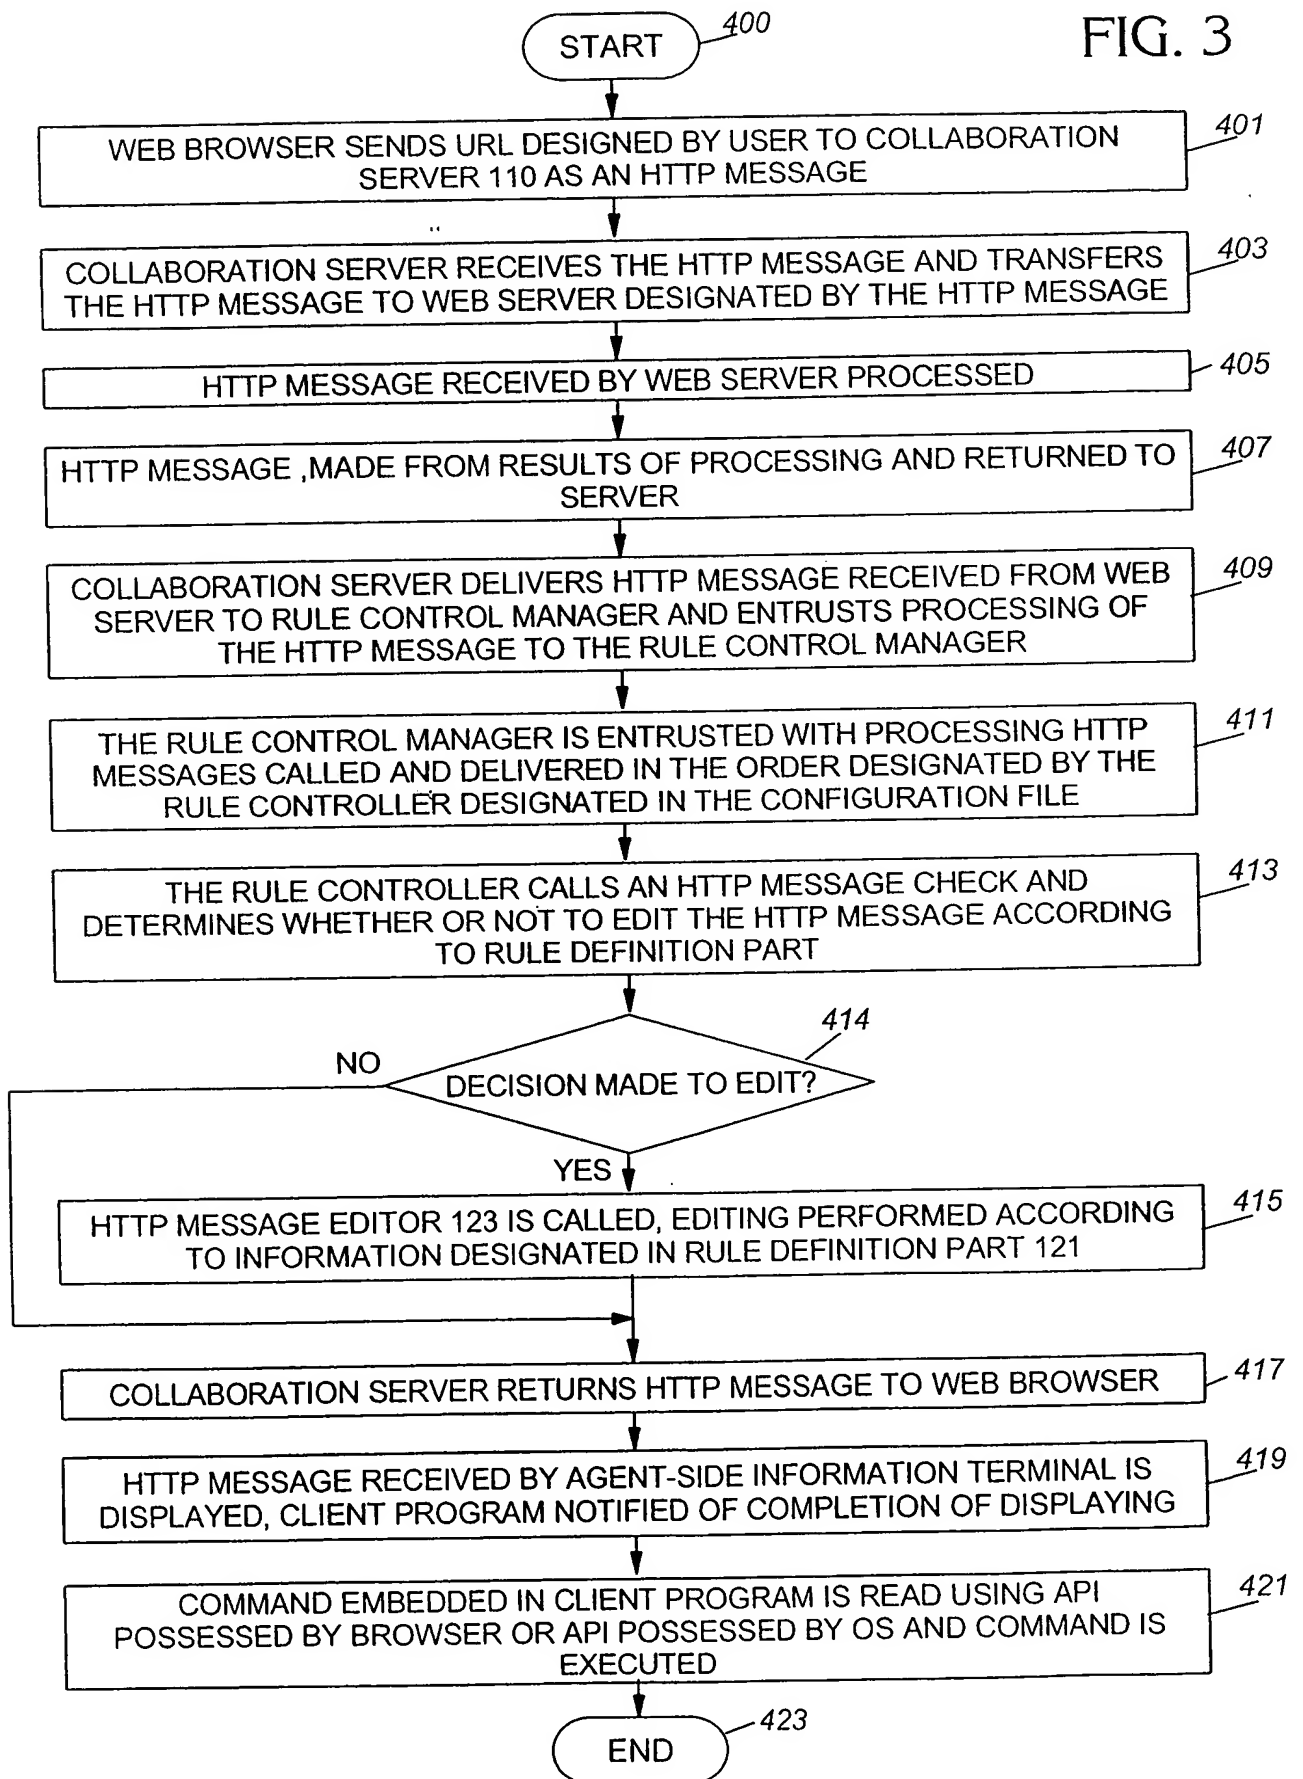 FIG. 3
START
400
WEB BROWSER SENDS URL DESIGNED BY USER TO COLLABORATION
SERVER 110 AS AN HTTP MESSAGE
401
COLLABORATION SERVER RECEIVES THE HTTP MESSAGE AND TRANSFERS
THE HTTP MESSAGE TO WEB SERVER DESIGNATED BY THE HTTP MESSAGE
403
HTTP MESSAGE RECEIVED BY WEB SERVER PROCESSED
405
HTTP MESSAGE ,MADE FROM RESULTS OF PROCESSING AND RETURNED TO
SERVER
407
COLLABORATION SERVER DELIVERS HTTP MESSAGE RECEIVED FROM WEB
SERVER TO RULE CONTROL MANAGER AND ENTRUSTS PROCESSING OF
THE HTTP MESSAGE TO THE RULE CONTROL MANAGER
409
THE RULE CONTROL MANAGER IS ENTRUSTED WITH PROCESSING HTTP
MESSAGES CALLED AND DELIVERED IN THE ORDER DESIGNATED BY THE
RULE CONTROLLER DESIGNATED IN THE CONFIGURATION FILE
411
THE RULE CONTROLLER CALLS AN HTTP MESSAGE CHECK AND
DETERMINES WHETHER OR NOT TO EDIT THE HTTP MESSAGE ACCORDING
TO RULE DEFINITION PART
413
414
NO
DECISION MADE TO EDIT?
YES
HTTP MESSAGE EDITOR 123 IS CALLED, EDITING PERFORMED ACCORDING
TO INFORMATION DESIGNATED IN RULE DEFINITION PART 121
415
COLLABORATION SERVER RETURNS HTTP MESSAGE TO WEB BROWSER
417
HTTP MESSAGE RECEIVED BY AGENT-SIDE INFORMATION TERMINAL IS
DISPLAYED, CLIENT PROGRAM NOTIFIED OF COMPLETION OF DISPLAYING
419
COMMAND EMBEDDED IN CLIENT PROGRAM IS READ USING API
POSSESSED BY BROWSER OR API POSSESSED BY OS AND COMMAND IS
EXECUTED
421
END
423